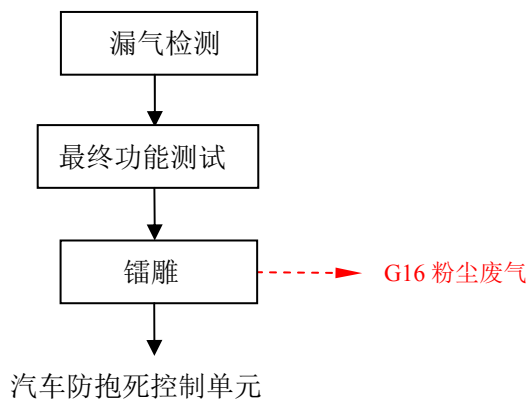 漏气检测
最终功能测试
镭雕
G16 粉尘废气
汽车防抱死控制单元